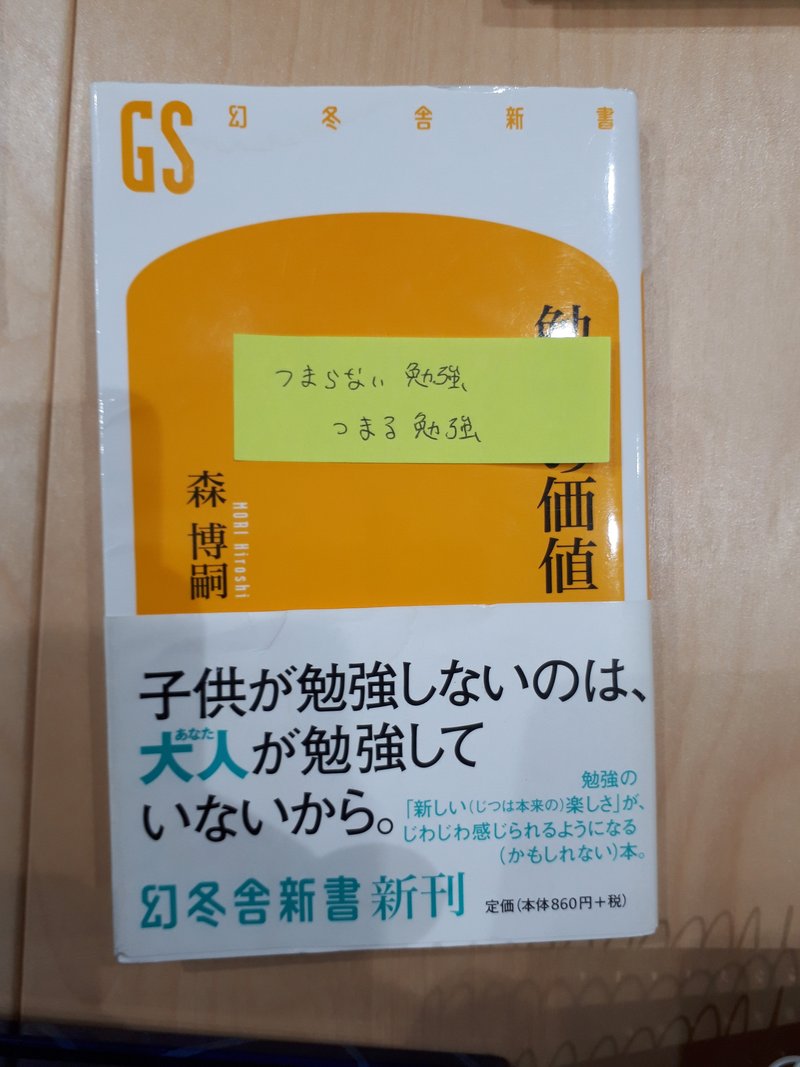 GS 幻冬舎新書
の価値
つまらない勉強、
つまる勉強
森 博嗣
MORI Hiroshi
子供が勉強しないのは、
あなた
大人が勉強して
いないから。
勉強の
「新しい(じつは本来の)楽しさ」が、
じわじわ感じられるようになる
(かもしれない)本。
幻冬舎新書 新刊
定価(本体860円+税)